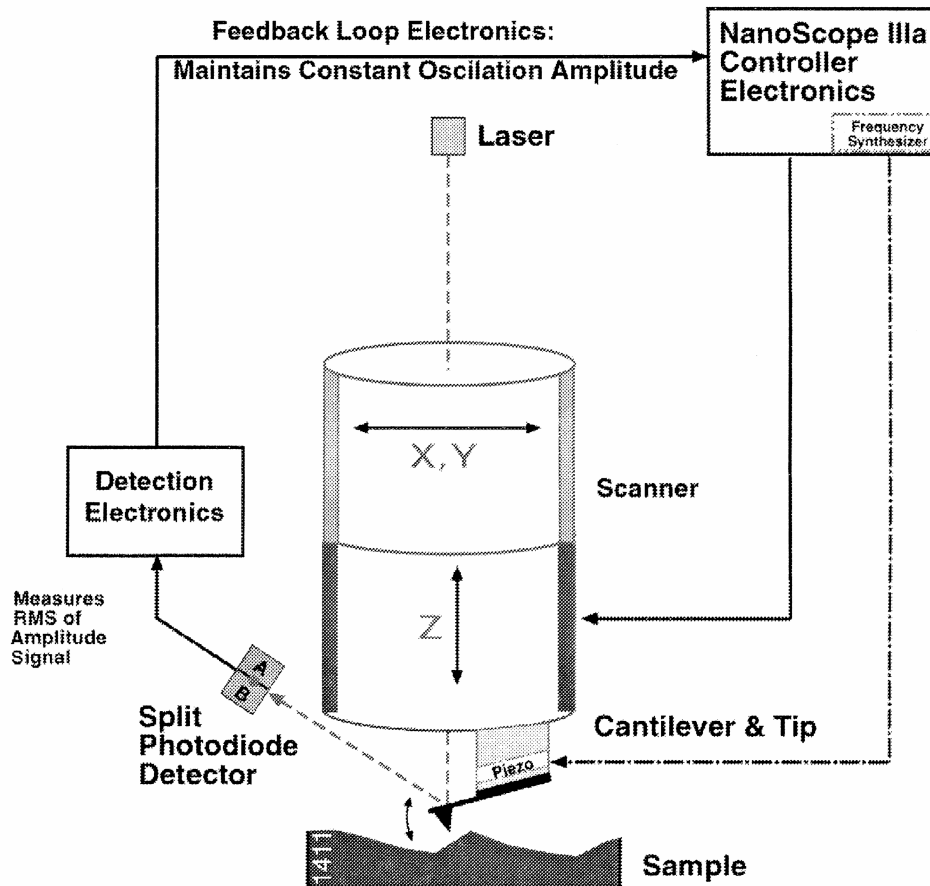 Feedback Loop Electronics:
Maintains Constant Oscilation Amplitude
NanoScope IIIa
Controller
Electronics
Frequency
Synthesizer
Laser
X, Y
Scanner
Detection
Electronics
Measures
RMS of
Amplitude
Signal
Z
A
B
Split
Photodiode
Detector
Cantilever & Tip
Piezo
1411
Sample